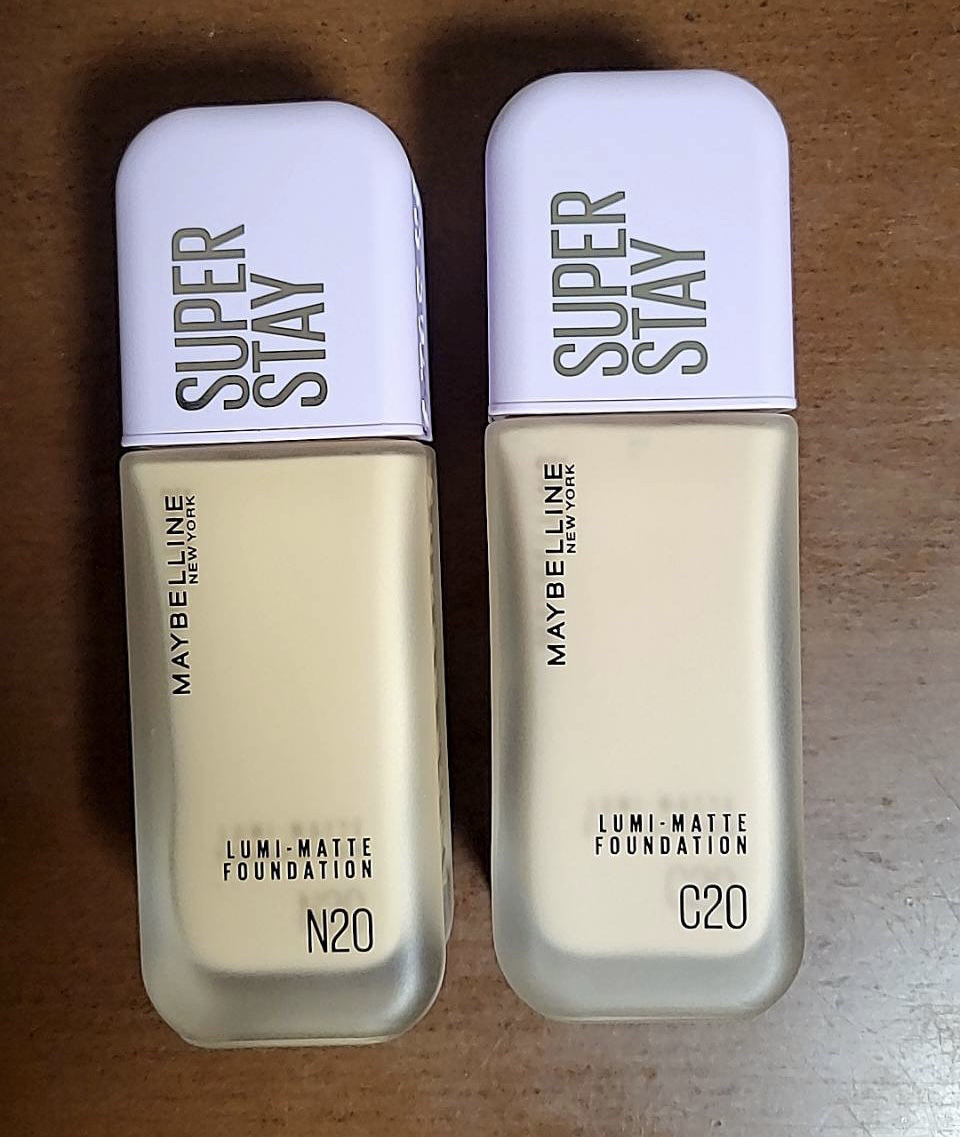 SUPER
STAY
MAYBELLINE
NEW YORK
LUMI-MATTE
FOUNDATION
N20
SUPER
STAY
MAYBELLINE
NEW YORK
LUMI-MATTE
FOUNDATION
C20